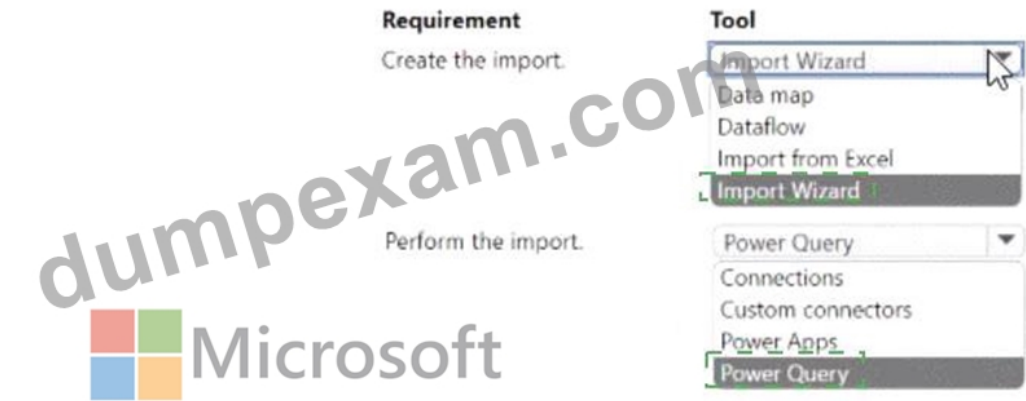 Requirement Tool
Create the import. Import Wizard
Data map
Dataflow
Import from Excel
Import Wizard
Perform the import. Power Query
Connections
Custom connectors
Power Apps
Power Query
dumpexam.com
Microsoft